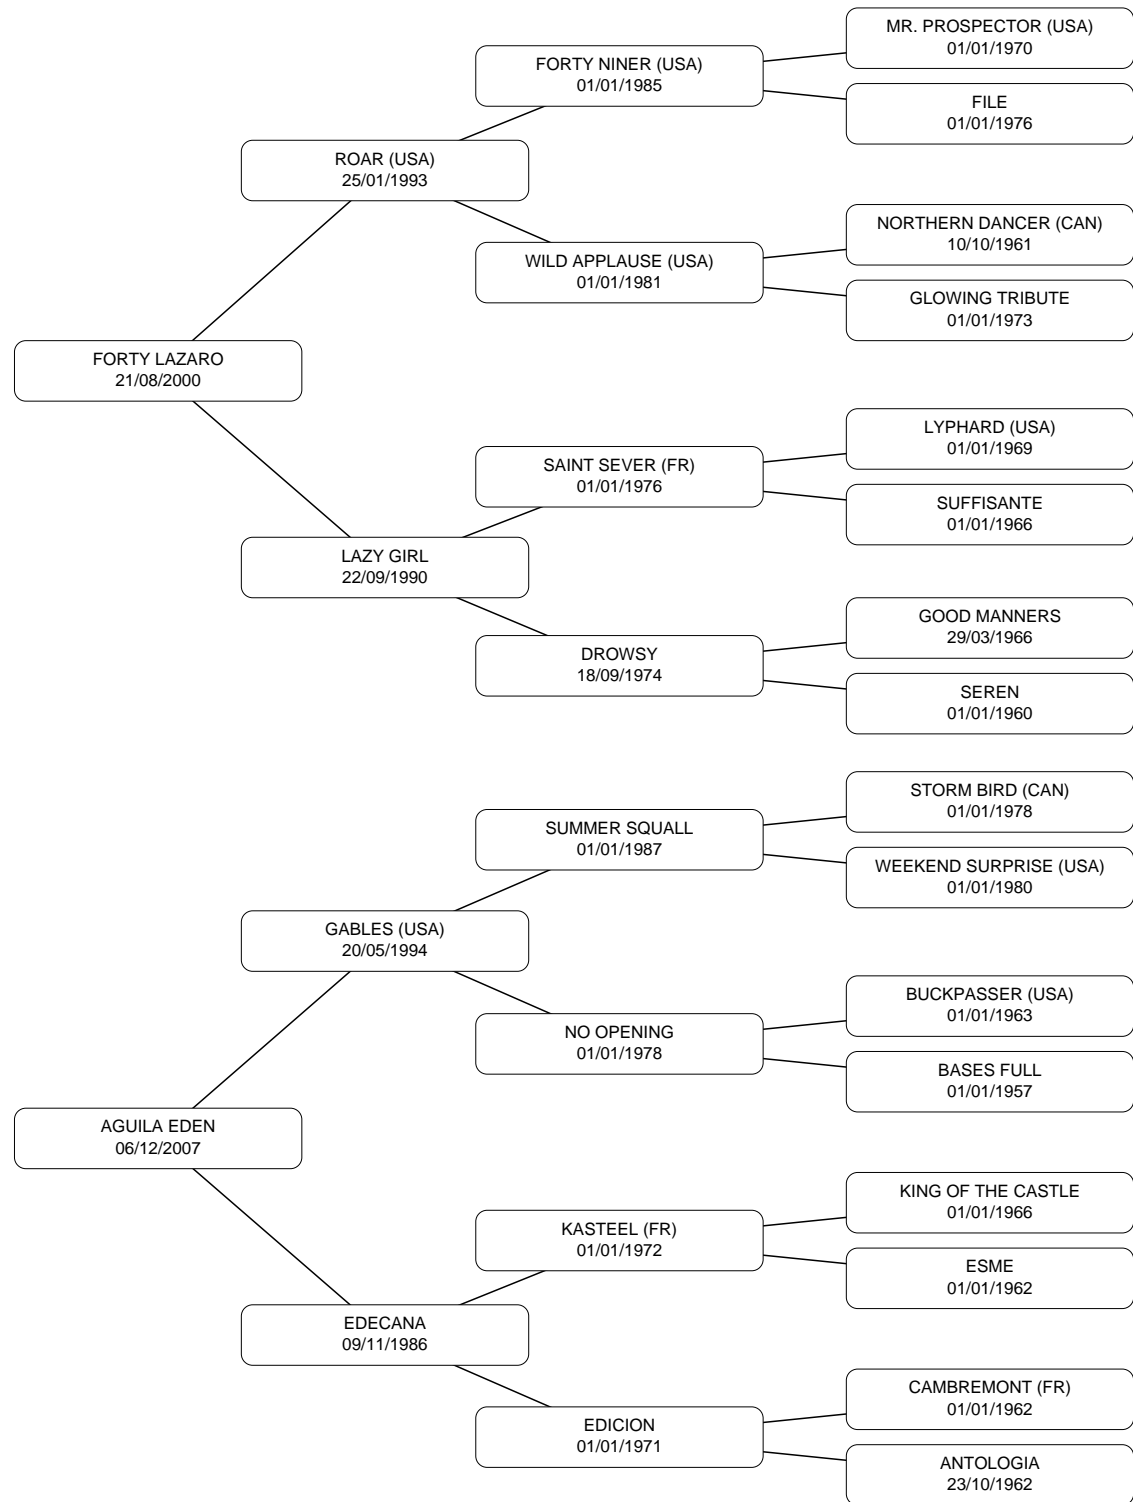 MR. PROSPECTOR (USA)
01/01/1970
FORTY NINER (USA)
01/01/1985
FILE
01/01/1976
ROAR (USA)
25/01/1993
NORTHERN DANCER (CAN)
10/10/1961
WILD APPLAUSE (USA)
01/01/1981
GLOWING TRIBUTE
01/01/1973
FORTY LAZARO
21/08/2000
LYPHARD (USA)
01/01/1969
SAINT SEVER (FR)
01/01/1976
SUFFISANTE
01/01/1966
LAZY GIRL
22/09/1990
GOOD MANNERS
29/03/1966
DROWSY
18/09/1974
SEREN
01/01/1960
STORM BIRD (CAN)
01/01/1978
SUMMER SQUALL
01/01/1987
WEEKEND SURPRISE (USA)
01/01/1980
GABLES (USA)
20/05/1994
BUCKPASSER (USA)
01/01/1963
NO OPENING
01/01/1978
BASES FULL
01/01/1957
AGUILA EDEN
06/12/2007
KING OF THE CASTLE
01/01/1966
KASTEEL (FR)
01/01/1972
ESME
01/01/1962
EDECANA
09/11/1986
CAMBREMONT (FR)
01/01/1962
EDICION
01/01/1971
ANTOLOGIA
23/10/1962